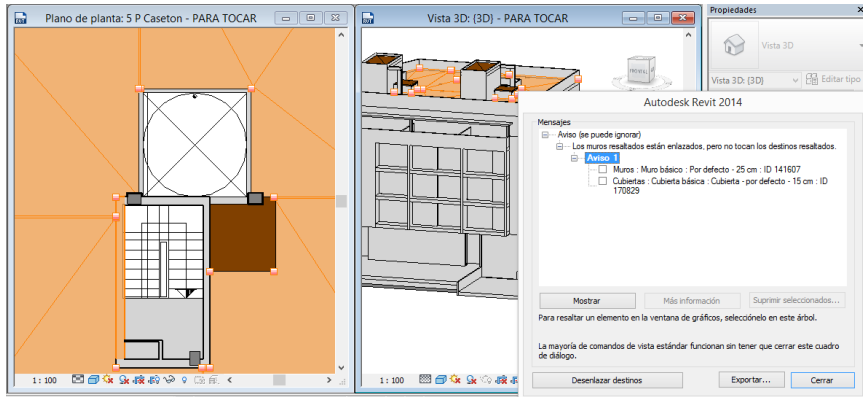 Plano de planta: 5 P Caseton - PARA TOCAR
1 : 100
Vista 3D: {3D} - PARA TOCAR
1 : 100
Propiedades
Vista 3D
Vista 3D: {3D}
Editar tipo
Autodesk Revit 2014
Mensajes
Aviso (se puede ignorar)
Los muros resaltados están enlazados, pero no tocan los destinos resaltados.
Aviso 1
Muros : Muro básico : Por defecto - 25 cm : ID 141607
Cubiertas : Cubierta básica : Cubierta - por defecto - 15 cm : ID
170829
Mostrar
Más información
Suprimir seleccionados...
Para resaltar un elemento en la ventana de gráficos, selecciónelo en este árbol.
La mayoría de comandos de vista estándar funcionan sin tener que cerrar este cuadro
de diálogo.
Desenlazar destinos
Exportar...
Cerrar